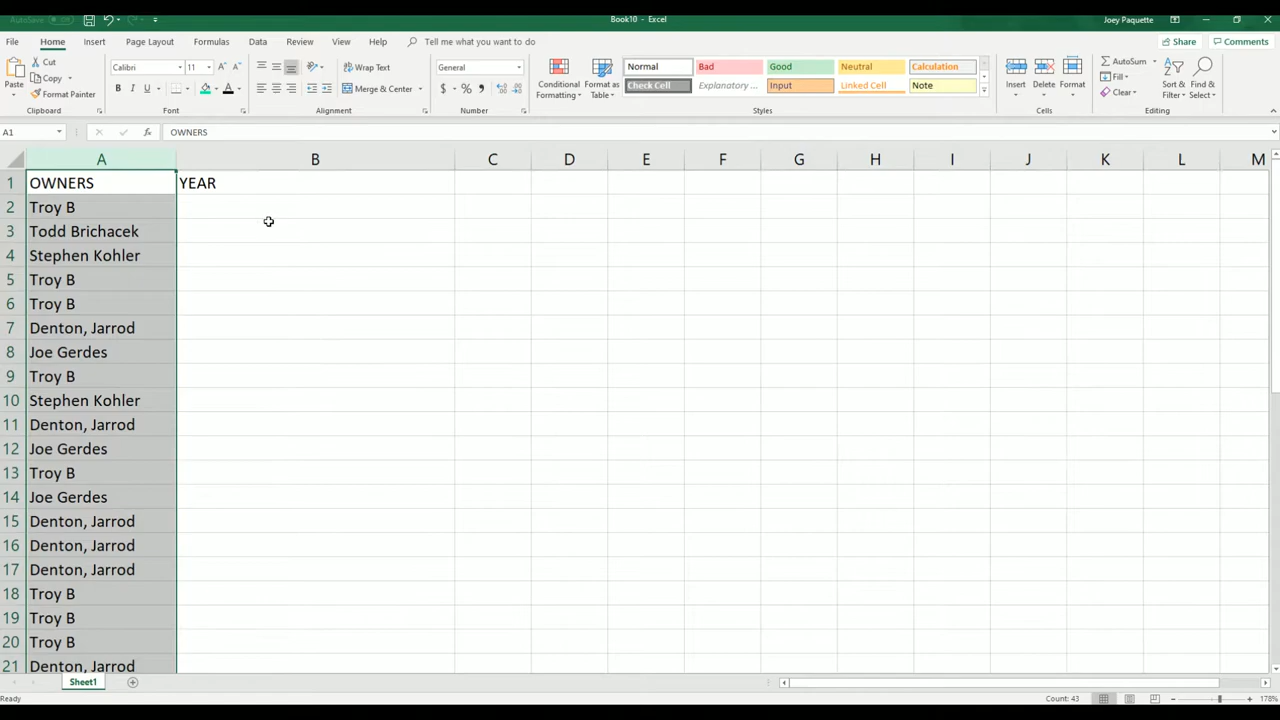 AutoSave Off Book10 - Excel Joey Paquette
File Home Insert Page Layout Formulas Data Review View Help Tell me what you want to do Share Comments
Paste Cut Copy Format Painter Clipboard
Calibri 11 A A B I U A Font
Wrap Text Merge & Center Alignment
General $ % , Number
Conditional Formatting Format as Table Normal Bad Good Neutral Calculation
Check Cell Explanatory ... Input Linked Cell Note Styles
Insert Delete Format Cells
AutoSum Fill Clear Sort & Filter Find & Select Editing
A1 fx OWNERS
A B C D E F G H I J K L M
1 OWNERS YEAR
2 Troy B
3 Todd Brichacek
4 Stephen Kohler
5 Troy B
6 Troy B
7 Denton, Jarrod
8 Joe Gerdes
9 Troy B
10 Stephen Kohler
11 Denton, Jarrod
12 Joe Gerdes
13 Troy B
14 Joe Gerdes
15 Denton, Jarrod
16 Denton, Jarrod
17 Denton, Jarrod
18 Troy B
19 Troy B
20 Troy B
21 Denton, Jarrod
Sheet1
Ready Count: 43 178%